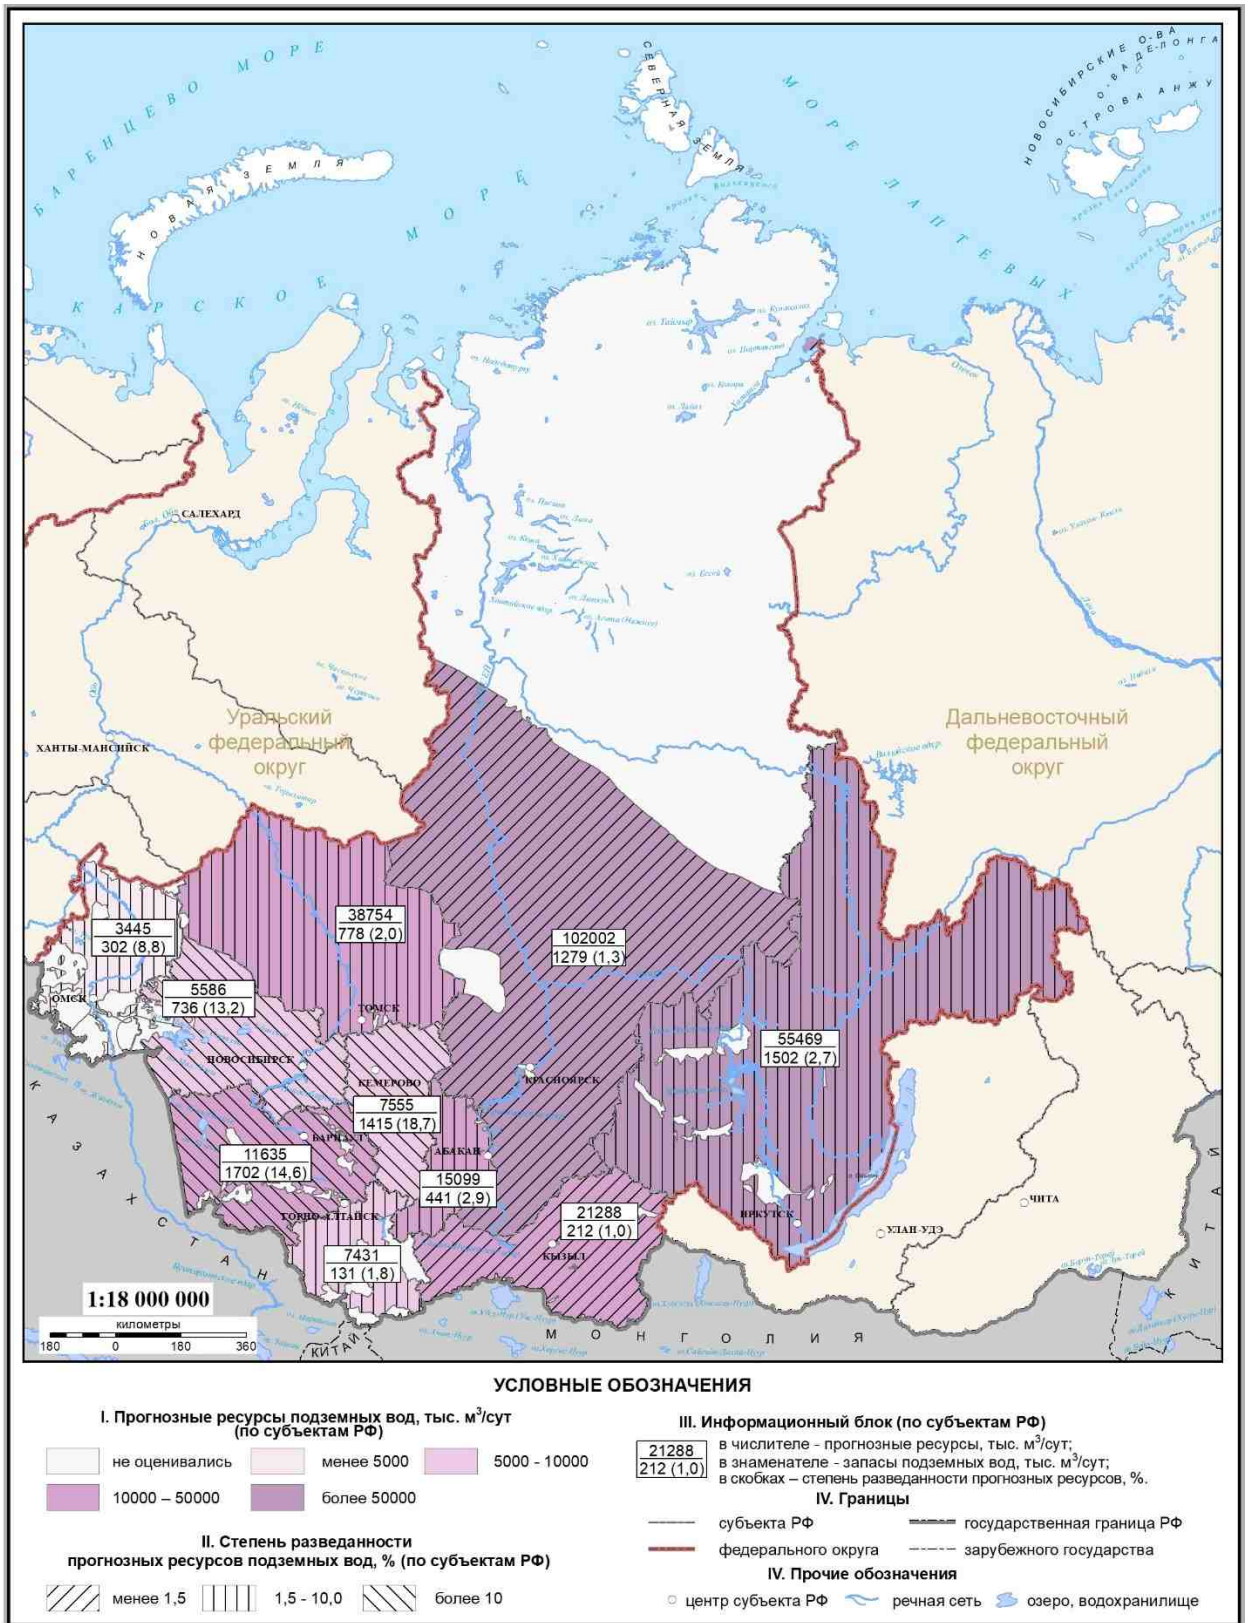 БАРЕНЦЕВО МОРЕ
СЕВЕРНАЯ ЗЕМЛЯ
МОРЕ ЛАПТЕВЫХ
НОВОСИБИРСКИЕ О-ВА
О-ВА ДЕ-ЛОНГА
ОСТРОВА АНЖУ
НОВАЯ ЗЕМЛЯ
КАРСКОЕ МОРЕ
оз. Таймыр
САЛЕХАРД
оз. Ессей
Уральский
федеральный
округ
Дальневосточный
федеральный
округ
ХАНТЫ-МАНСИЙСК
Обь
Лена
3445
302 (8,8)
38754
778 (2,0)
102002
1279 (1,3)
5586
736 (13,2)
ОМСК
ТОМСК
55469
1502 (2,7)
НОВОСИБИРСК
КЕМЕРОВО
КРАСНОЯРСК
7555
1415 (18,7)
БАРНАУЛ
АБАКАН
11635
1702 (14,6)
15099
441 (2,9)
21288
212 (1,0)
ГОРНО-АЛТАЙСК
КЫЗЫЛ
ИРКУТСК
УЛАН-УДЭ
ЧИТА
7431
131 (1,8)
КАЗАХСТАН
МОНГОЛИЯ
КИТАЙ
КИТАЙ
1:18 000 000
километры
180 0 180 360
УСЛОВНЫЕ ОБОЗНАЧЕНИЯ
I. Прогнозные ресурсы подземных вод, тыс. м³/сут
(по субъектам РФ)
не оценивались
менее 5000
5000 - 10000
10000 – 50000
более 50000
II. Степень разведанности
прогнозных ресурсов подземных вод, % (по субъектам РФ)
менее 1,5
1,5 - 10,0
более 10
III. Информационный блок (по субъектам РФ)
21288
212 (1,0)
в числителе - прогнозные ресурсы, тыс. м³/сут;
в знаменателе - запасы подземных вод, тыс. м³/сут;
в скобках – степень разведанности прогнозных ресурсов, %.
IV. Границы
субъекта РФ
государственная граница РФ
федерального округа
зарубежного государства
IV. Прочие обозначения
центр субъекта РФ
речная сеть
озеро, водохранилище